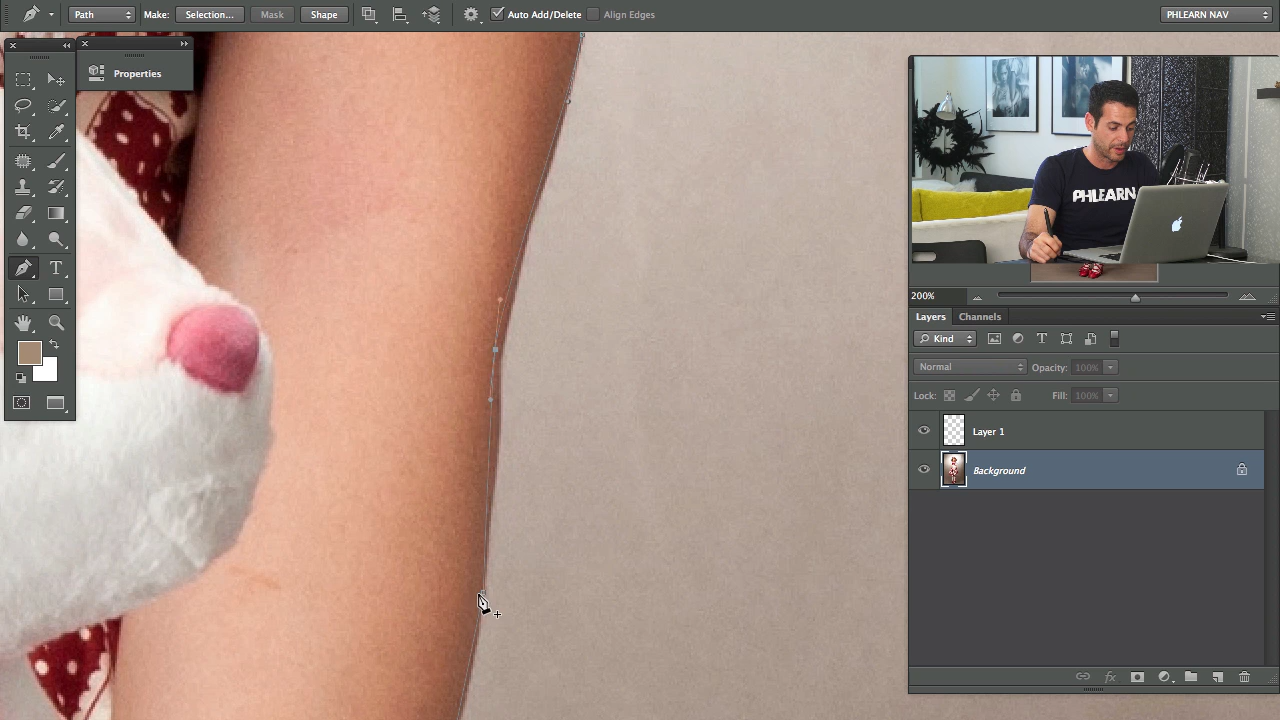 Path
Make:
Selection...
Mask
Shape
Auto Add/Delete
Align Edges
PHLEARN NAV
Properties
T
PHLEARN
200%
Layers
Channels
Kind
T
Normal
Opacity:
100%
Lock:
Fill:
100%
Layer 1
Background
fx